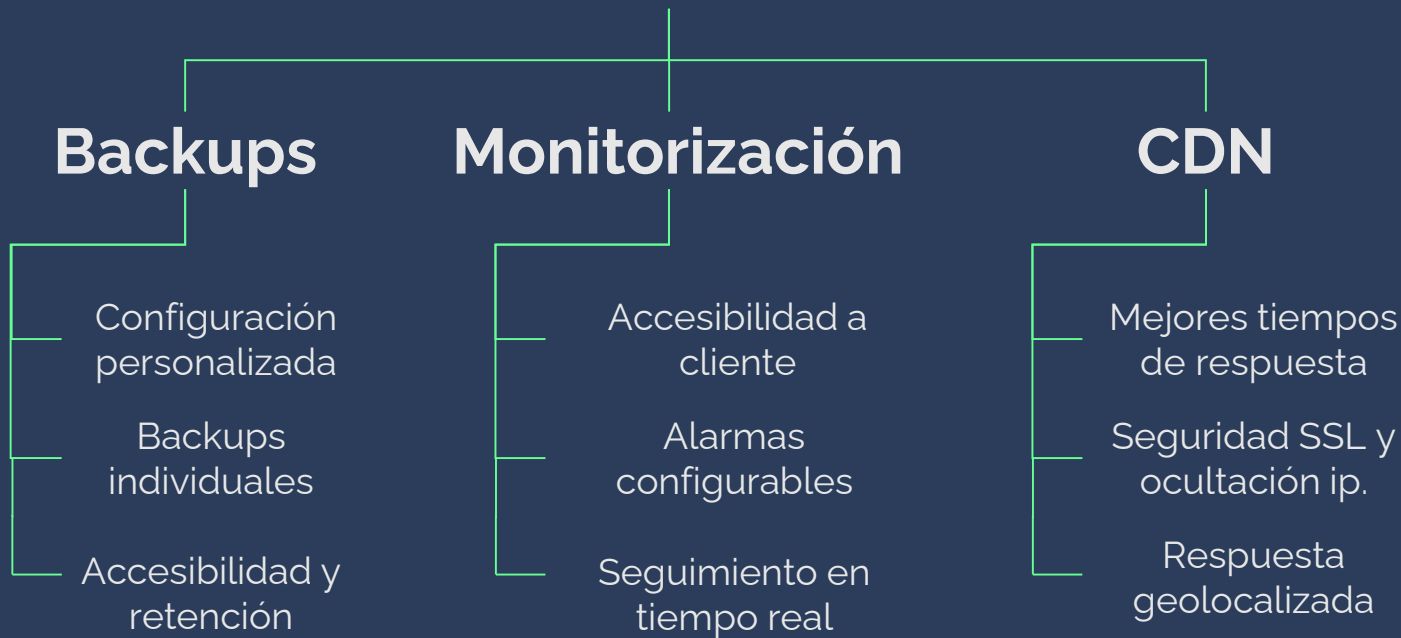 Backups
Configuración
personalizada
Backups
individuales
Accesibilidad y
retención
Monitorización
Accesibilidad a
cliente
Alarmas
configurables
Seguimiento en
tiempo real
CDN
Mejores tiempos
de respuesta
Seguridad SSL y
ocultación ip.
Respuesta
geolocalizada